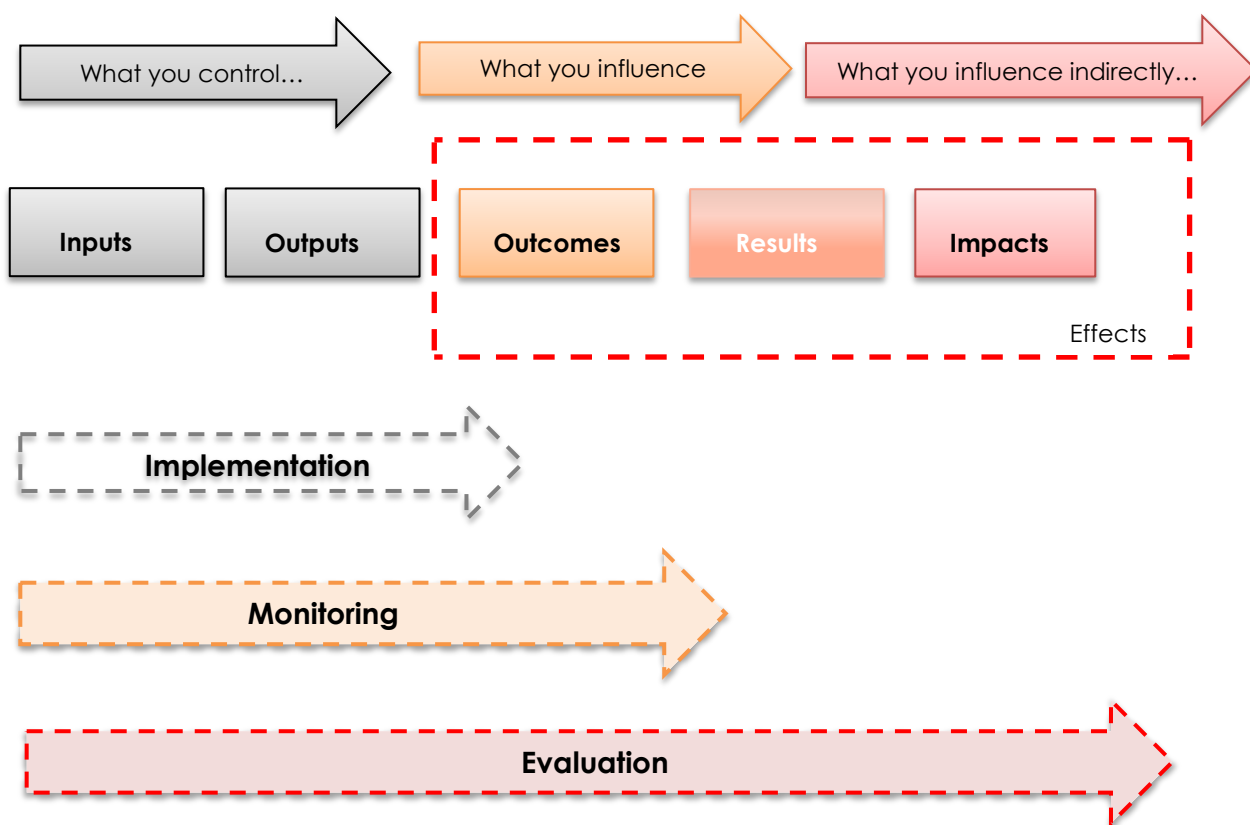 What you control…
What you influence
What you influence indirectly…
Inputs
Outputs
Outcomes
Results
Impacts
Effects
Implementation
Monitoring
Evaluation